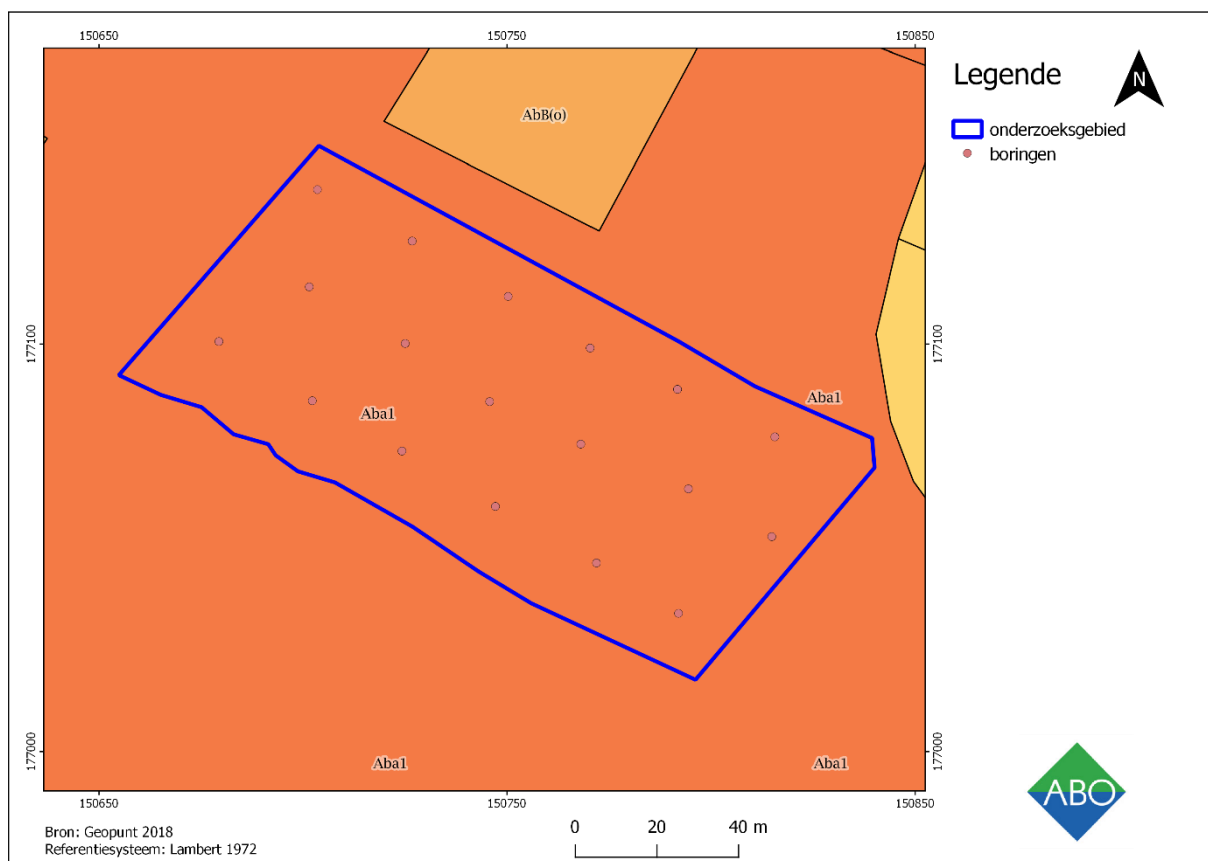 150650
150750
150850
Legende
N
onderzoeksgebied
boringen
AbB(o)
177100
177100
Aba1
Aba1
177000
177000
Aba1
Aba1
150650
150750
150850
ABO
Bron: Geopunt 2018
Referentiesysteem: Lambert 1972
0 20 40 m